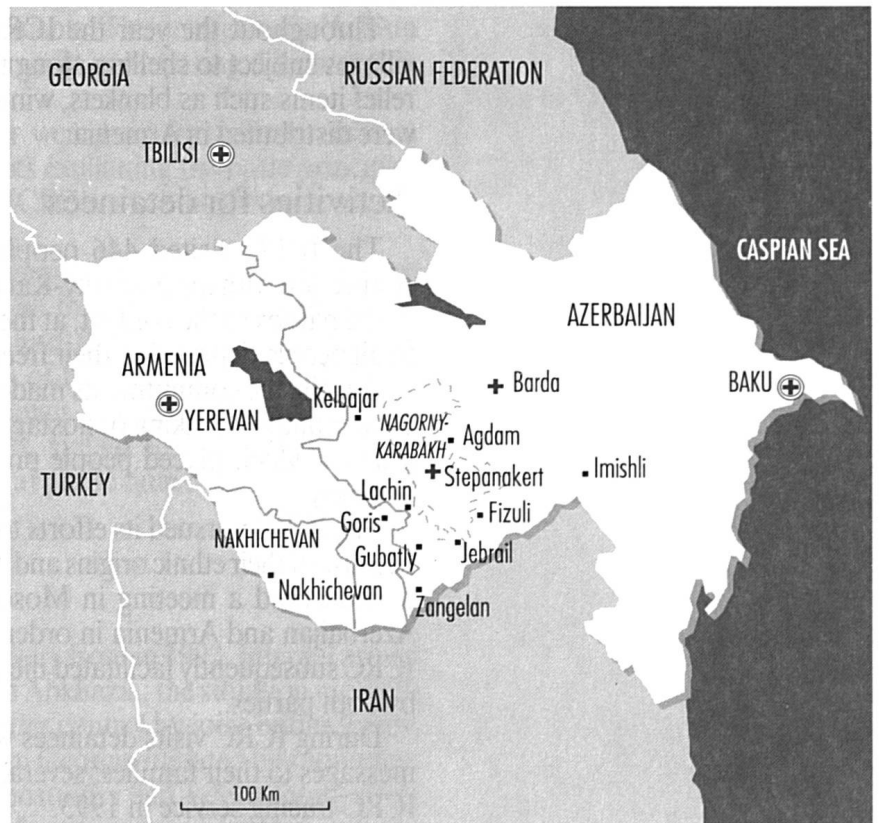 GEORGIA
RUSSIAN FEDERATION
TBILISI
CASPIAN SEA
AZERBAIJAN
ARMENIA
YEREVAN
Kelbajar
Barda
BAKU
NAGORNY-
KARABAKH
Agdam
Stepanakert
Imishli
TURKEY
Lachin
Goris
Fizuli
NAKHICHEVAN
Gubatly
Jebrail
Nakhichevan
Zangelan
IRAN
100 Km